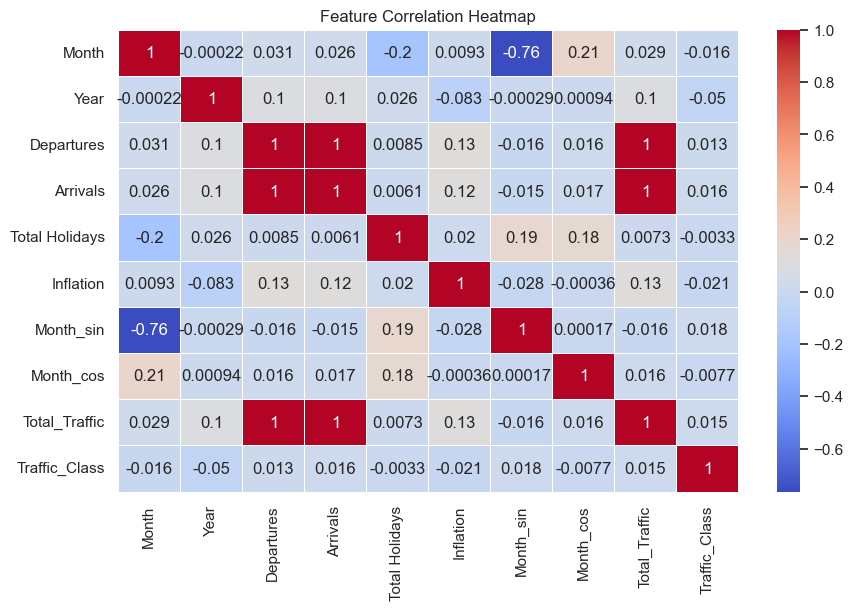 Feature Correlation Heatmap
Month 1 -0.00022 0.031 0.026 -0.2 0.0093 -0.76 0.21 0.029 -0.016
Year -0.00022 1 0.1 0.1 0.026 -0.083 -0.00029 0.00094 0.1 -0.05
Departures 0.031 0.1 1 1 0.0085 0.13 -0.016 0.016 1 0.013
Arrivals 0.026 0.1 1 1 0.0061 0.12 -0.015 0.017 1 0.016
Total Holidays -0.2 0.026 0.0085 0.0061 1 0.02 0.19 0.18 0.0073 -0.0033
Inflation 0.0093 -0.083 0.13 0.12 0.02 1 -0.028 -0.00036 0.13 -0.021
Month_sin -0.76 -0.00029 -0.016 -0.015 0.19 -0.028 1 0.00017 -0.016 0.018
Month_cos 0.21 0.00094 0.016 0.017 0.18 -0.00036 0.00017 1 0.016 -0.0077
Total_Traffic 0.029 0.1 1 1 0.0073 0.13 -0.016 0.016 1 0.015
Traffic_Class -0.016 -0.05 0.013 0.016 -0.0033 -0.021 0.018 -0.0077 0.015 1
Month Year Departures Arrivals Total Holidays Inflation Month_sin Month_cos Total_Traffic Traffic_Class
1.0
0.8
0.6
0.4
0.2
0.0
−0.2
−0.4
−0.6